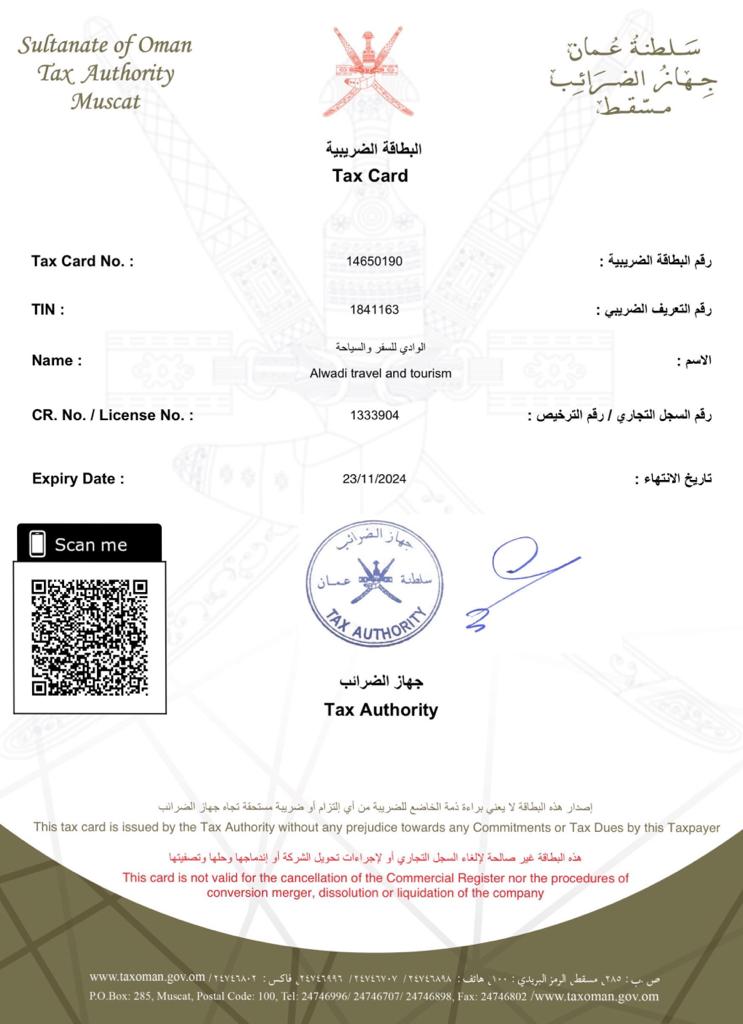 Sultanate of Oman
Tax Authority
Muscat
سلطنة عمان
جهاز الضرائب
مسقط
البطاقة الضريبية
Tax Card
Tax Card No. : 14650190 رقم البطاقة الضريبية :
TIN : 1841163 رقم التعريف الضريبي :
الوادي للسفر والسياحة
Name : الاسم :
Alwadi travel and tourism
CR. No. / License No. : 1333904 رقم السجل التجاري / رقم الترخيص :
Expiry Date : 23/11/2024 تاريخ الانتهاء :
Scan me
جهاز الضرائب
سلطنة عمان
TAX AUTHORITY
جهاز الضرائب
Tax Authority
إصدار هذه البطاقة لا يعني براءة ذمة الخاضع للضريبة من أي إلتزام أو ضريبة مستحقة تجاه جهاز الضرائب
This tax card is issued by the Tax Authority without any prejudice towards any Commitments or Tax Dues by this Taxpayer
هذه البطاقة غير صالحة لإلغاء السجل التجاري أو لإجراءات تحويل الشركة أو إندماجها وحلها وتصفيتها
This card is not valid for the cancellation of the Commercial Register nor the procedures of
conversion merger, dissolution or liquidation of the company
ص.ب : ٢٨٥، مسقط, الرمز البريدي : ١٠٠, هاتف : ٢٤٧٤٦٨٩٨/ ٢٤٧٤٦٧٠٧/ ٢٤٧٤٦٩٩٦, فاكس : ٢٤٧٤٦٨٠٢ /www.taxoman.gov.om
P.O.Box: 285, Muscat, Postal Code: 100, Tel: 24746996/ 24746707/ 24746898, Fax: 24746802 /www.taxoman.gov.om